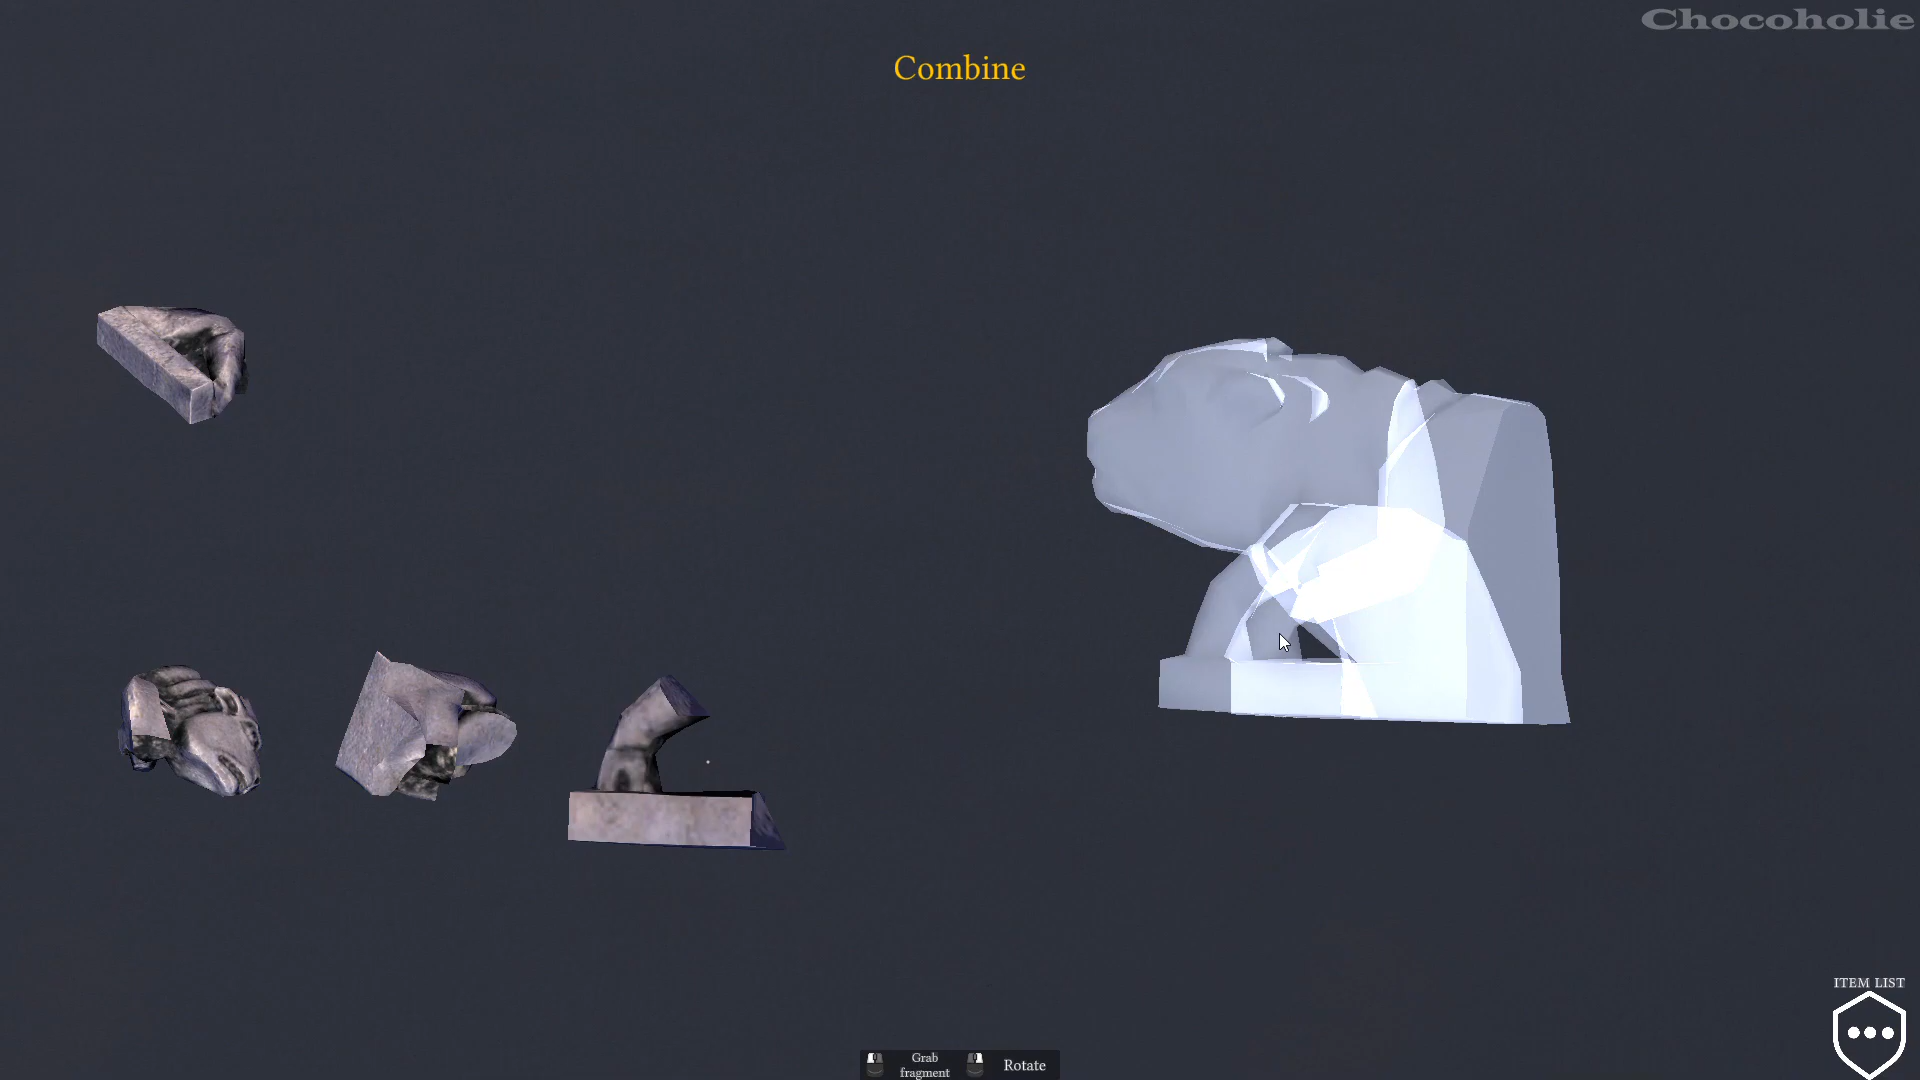 Chocoholie
Combine
ITEM LIST
Grab
fragment
Rotate